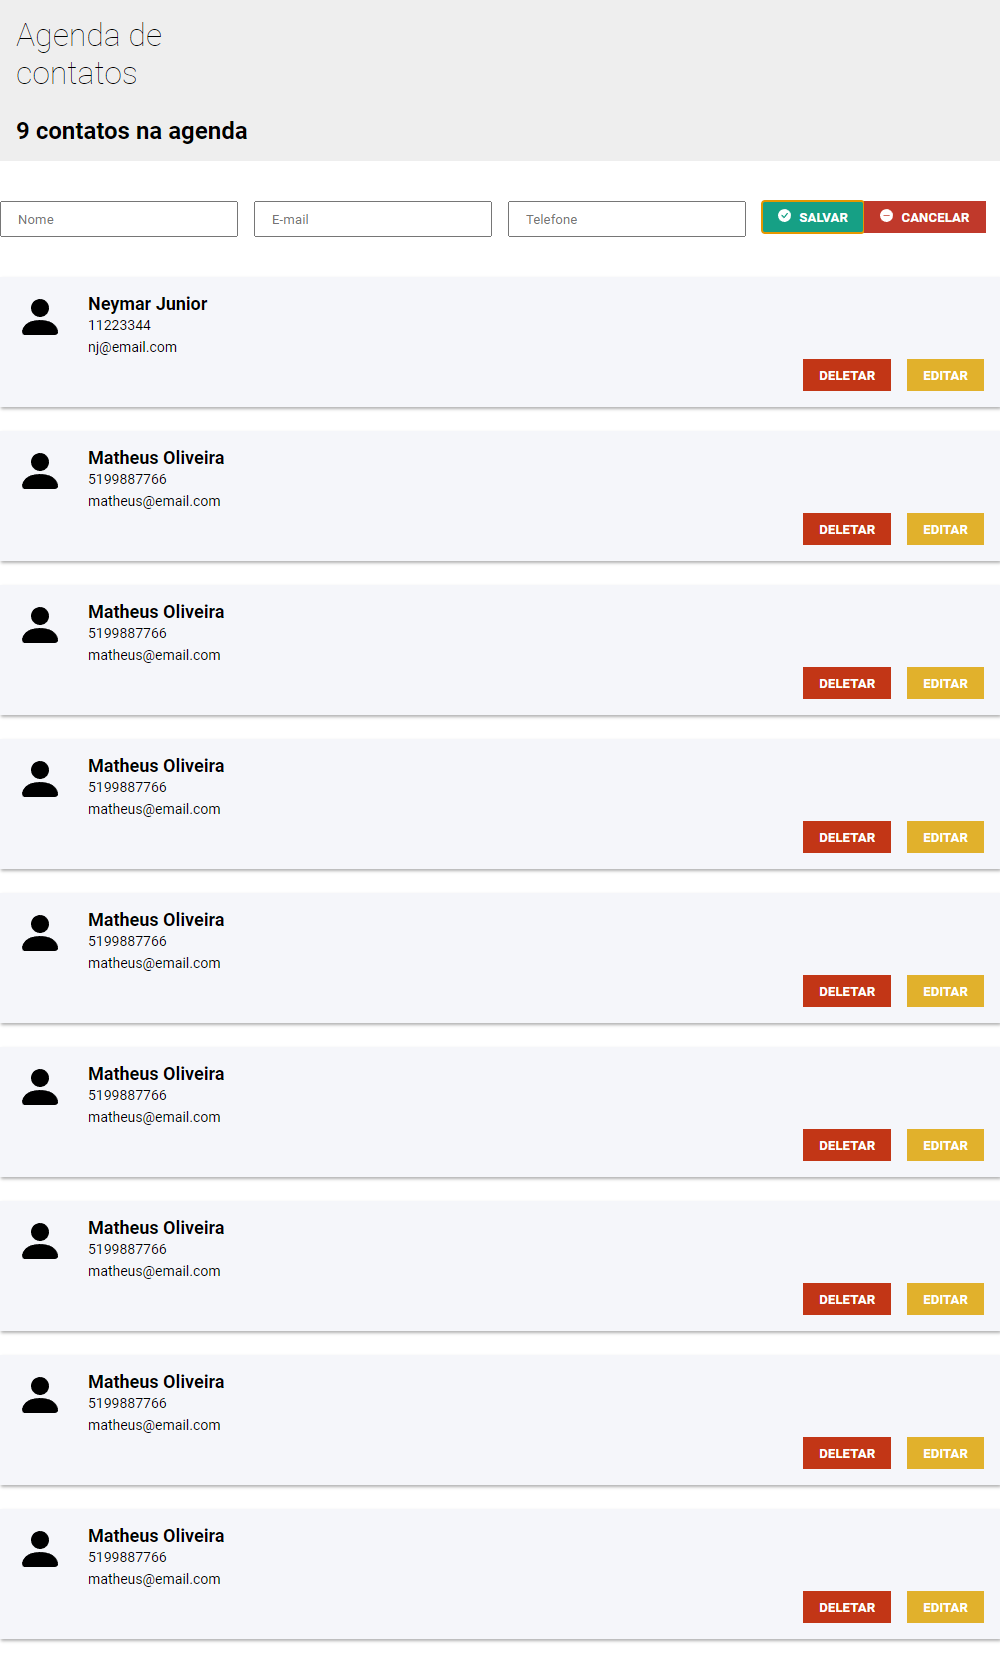 Agenda de
contatos
9 contatos na agenda
Nome E-mail Telefone SALVAR CANCELAR
Neymar Junior
11223344
nj@email.com
DELETAR EDITAR
Matheus Oliveira
5199887766
matheus@email.com
DELETAR EDITAR
Matheus Oliveira
5199887766
matheus@email.com
DELETAR EDITAR
Matheus Oliveira
5199887766
matheus@email.com
DELETAR EDITAR
Matheus Oliveira
5199887766
matheus@email.com
DELETAR EDITAR
Matheus Oliveira
5199887766
matheus@email.com
DELETAR EDITAR
Matheus Oliveira
5199887766
matheus@email.com
DELETAR EDITAR
Matheus Oliveira
5199887766
matheus@email.com
DELETAR EDITAR
Matheus Oliveira
5199887766
matheus@email.com
DELETAR EDITAR